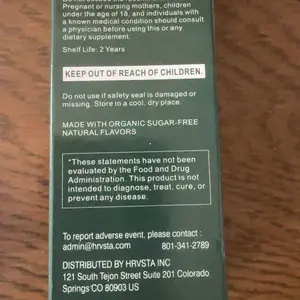 Pregnant or nursing mothers, children
under the age of 18, and individuals with
a known medical condition should consult
a physician before using this or any
dietary supplement.
Shelf Life: 2 Years
KEEP OUT OF REACH OF CHILDREN.
Do not use if safety seal is damaged or
missing. Store in a cool, dry place.
MADE WITH ORGANIC SUGAR-FREE
NATURAL FLAVORS
*These statements have not been
evaluated by the Food and Drug
Administration. This product is not
intended to diagnose, treat, cure, or
prevent any disease.
To report adverse event, please contact :
admin@hrvsta.com 801-341-2789
DISTRIBUTED BY HRVSTA INC
121 South Tejon Street Suite 201 Colorado
Springs CO 80903 US